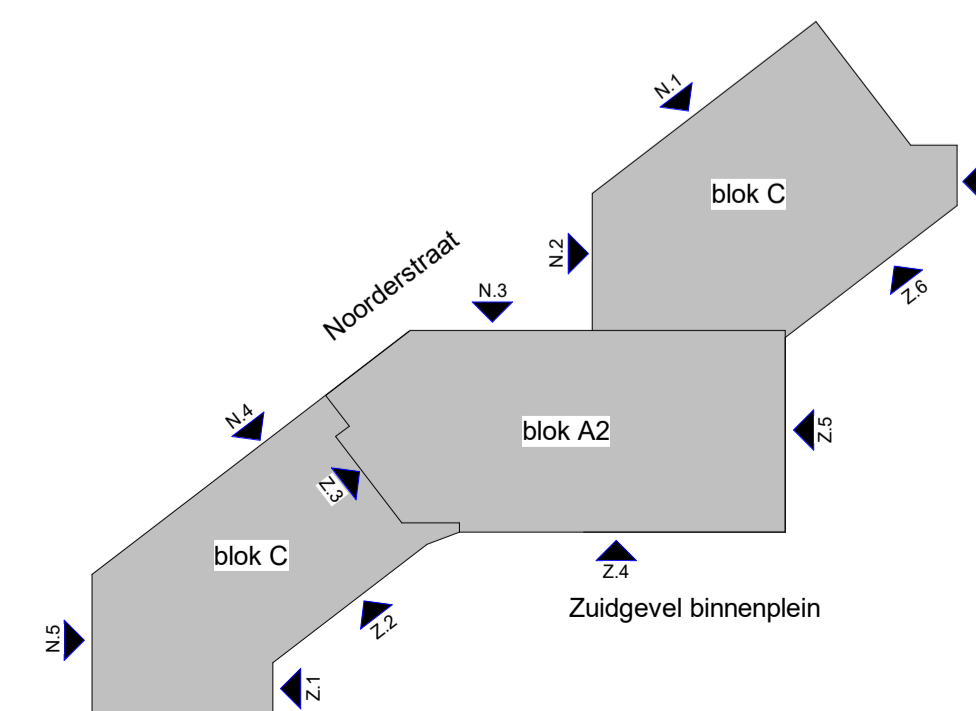 N.1
blok C
N.2
Z.6
Noorderstraat
N.3
N.4
blok A2
Z.5
Z.3
blok C
Z.4
Zuidgevel binnenplein
Z.2
N.5
Z.1